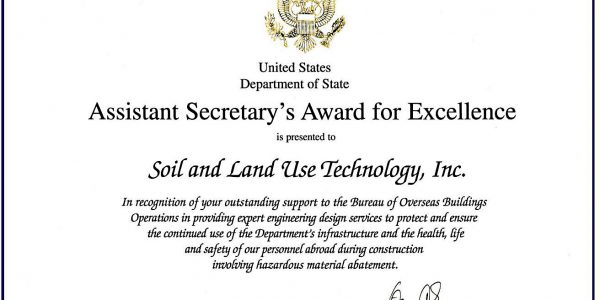 United States
Department of State
Assistant Secretary's Award for Excellence
is presented to
Soil and Land Use Technology, Inc.
In recognition of your outstanding support to the Bureau of Overseas Buildings
Operations in providing expert engineering design services to protect and ensure
the continued use of the Department's infrastructure and the health, life
and safety of our personnel abroad during construction
involving hazardous material abatement.